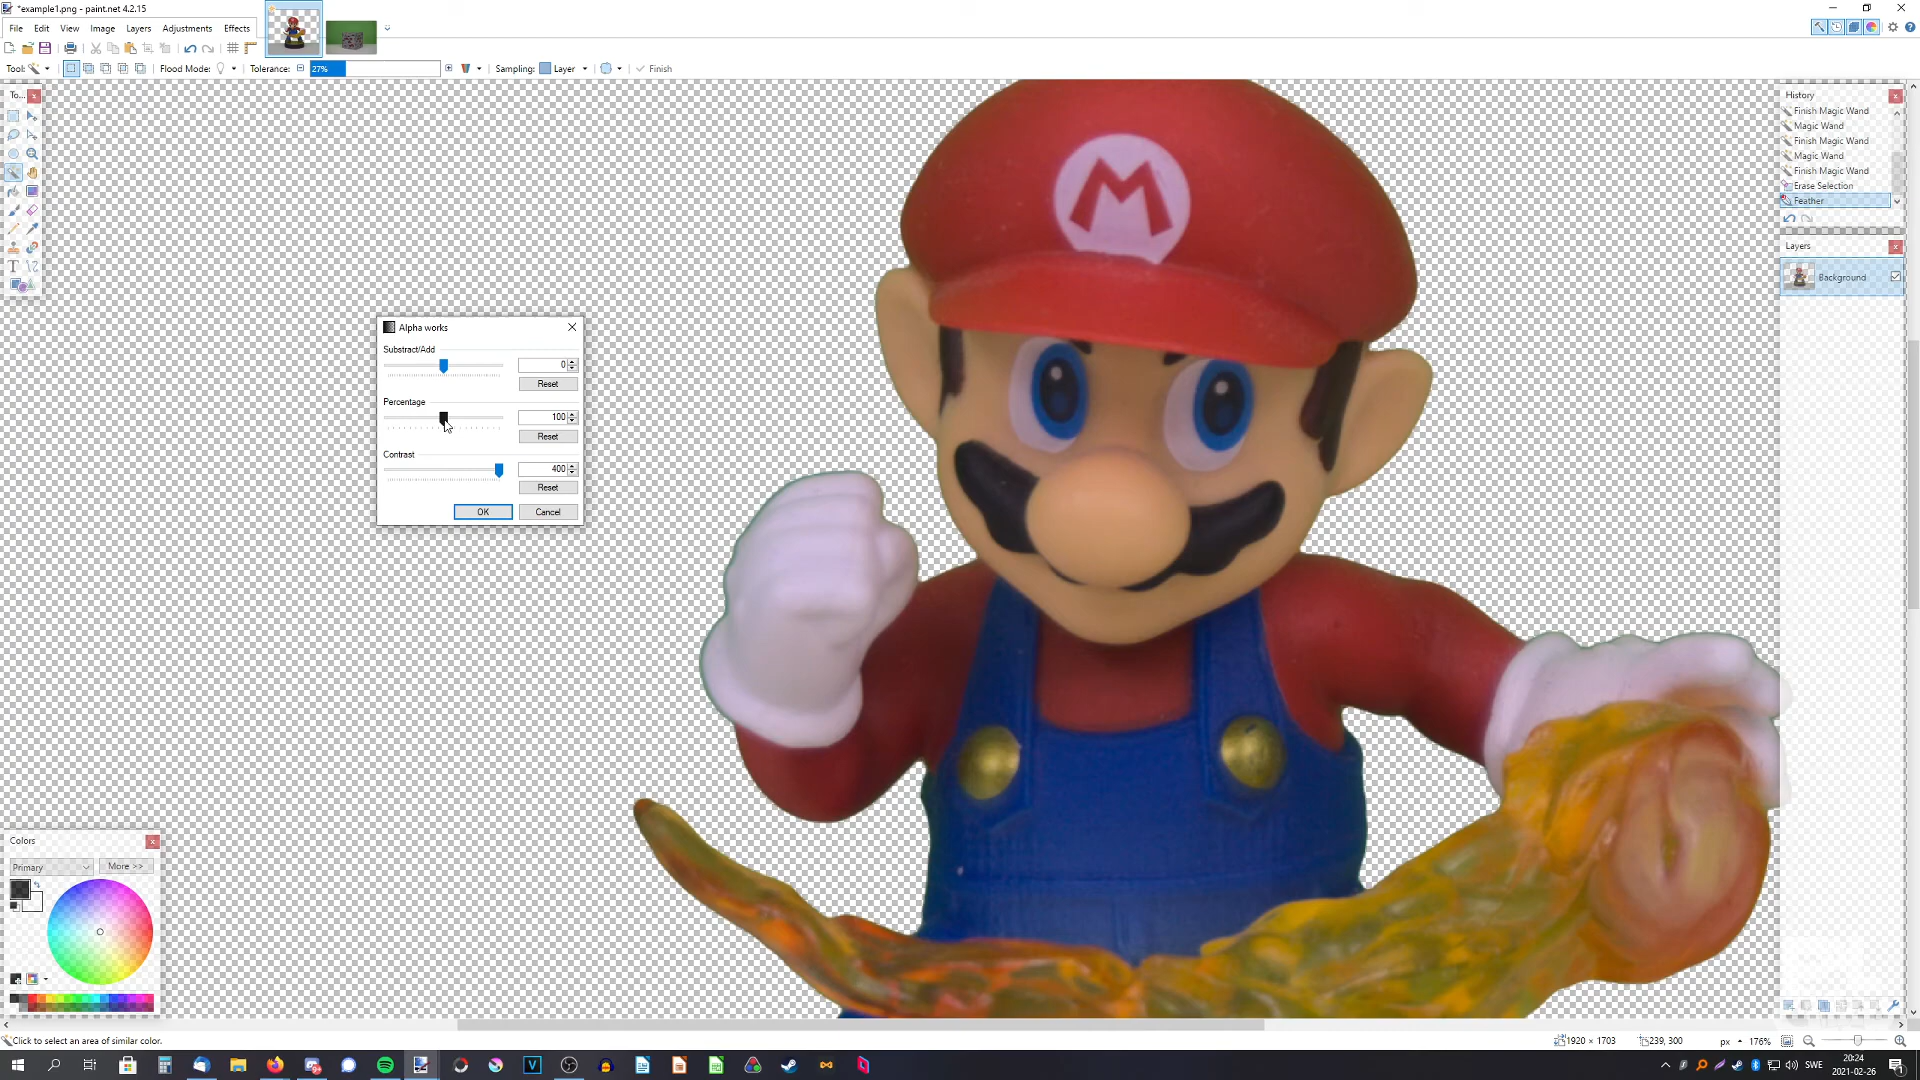 *example1.png - paint.net 4.2.15
File Edit View Image Layers Adjustments Effects
Tool: Flood Mode: Tolerance: 27% Sampling: Layer Finish
To...
M
History
Finish Magic Wand
Magic Wand
Finish Magic Wand
Magic Wand
Finish Magic Wand
Erase Selection
Feather
Layers
Background
Alpha works
Substract/Add
0
Reset
Percentage
100
Reset
Contrast
400
Reset
OK Cancel
Colors
Primary More >>
T
Click to select an area of similar color.
1920 × 1703 239, 300 px 176%
SWE
20:24
2021-02-26